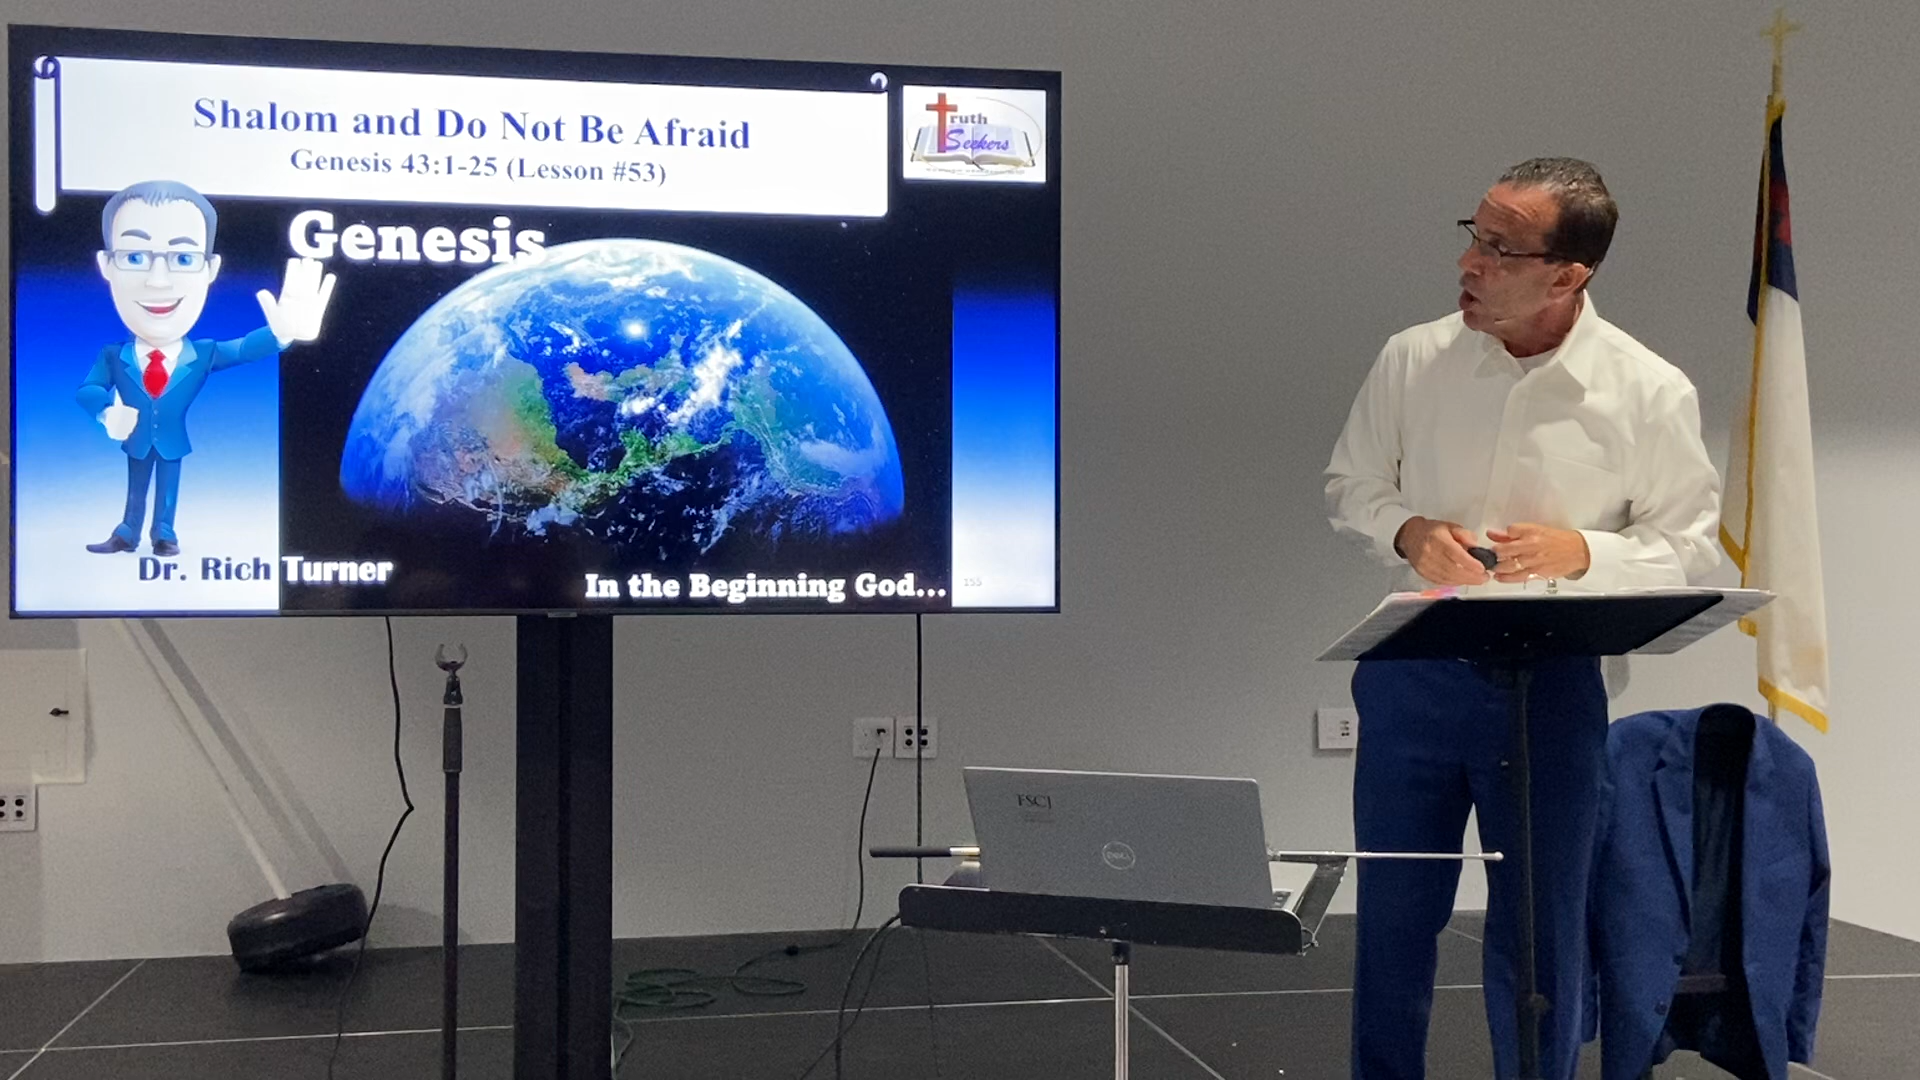 Shalom and Do Not Be Afraid
Genesis 43:1-25 (Lesson #53)
Truth
Seekers
Genesis
Dr. Rich Turner
In the Beginning God...
155
FSCJ
DELL